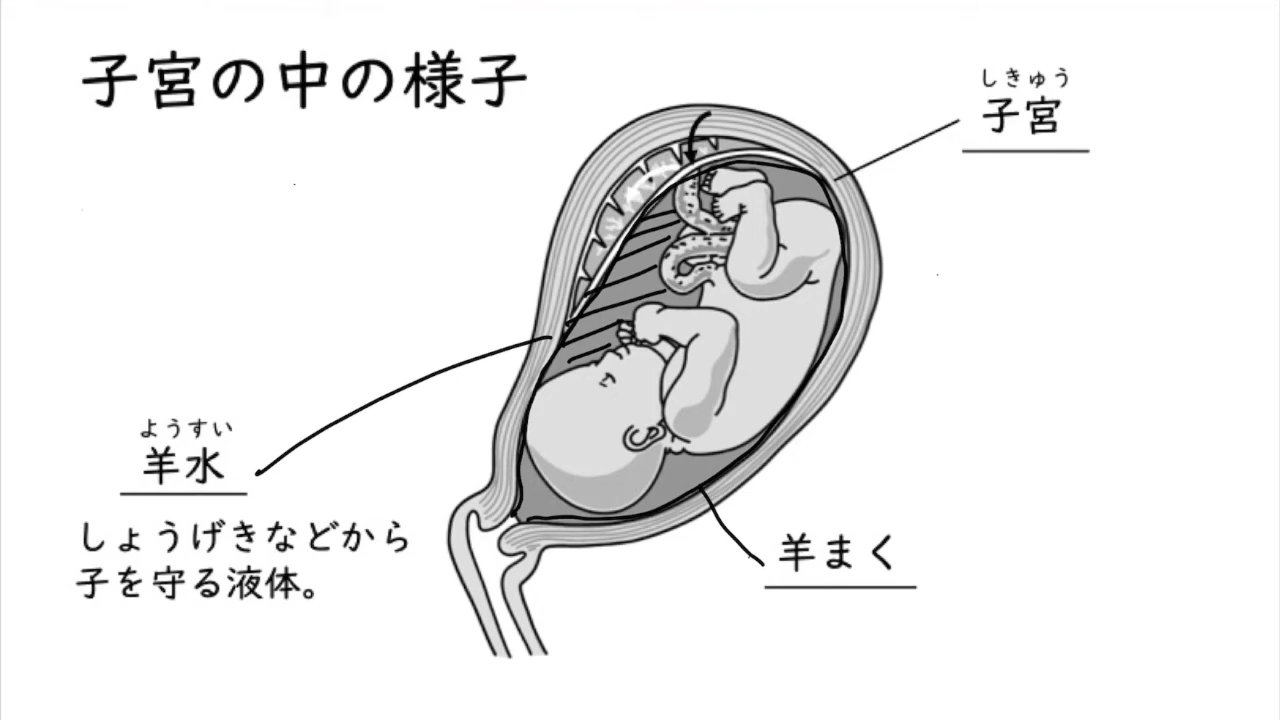 子宮の中の様子
しきゅう
子宮
ようすい
羊水
しょうげきなどから
子を守る液体。
羊まく